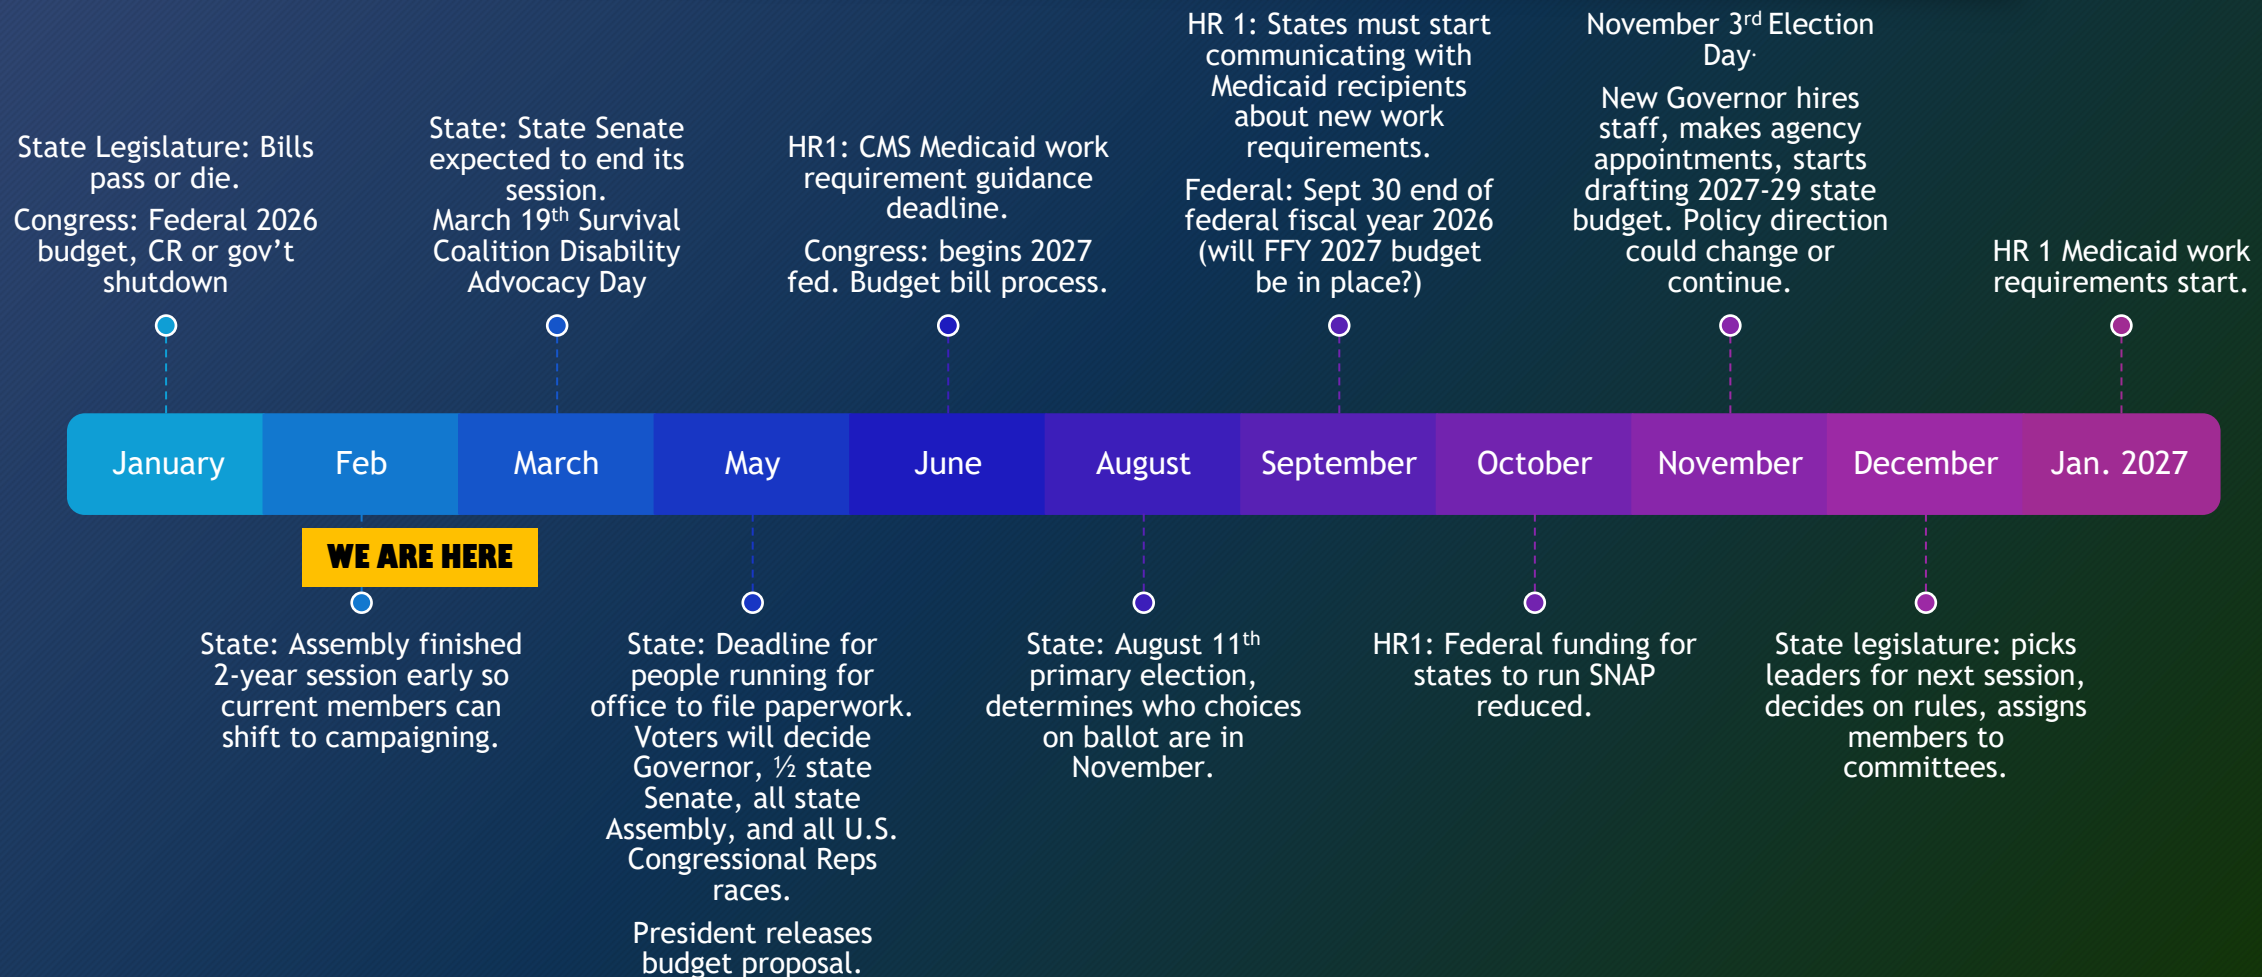 State Legislature: Bills
pass or die.
Congress: Federal 2026
budget, CR or gov’t
shutdown
State: State Senate
expected to end its
session.
March 19th Survival
Coalition Disability
Advocacy Day
HR1: CMS Medicaid work
requirement guidance
deadline.
Congress: begins 2027
fed. Budget bill process.
HR 1: States must start
communicating with
Medicaid recipients
about new work
requirements.
Federal: Sept 30 end of
federal fiscal year 2026
(will FFY 2027 budget
be in place?)
November 3rd Election
Day.
New Governor hires
staff, makes agency
appointments, starts
drafting 2027-29 state
budget. Policy direction
could change or
continue.
HR 1 Medicaid work
requirements start.
January
Feb
March
May
June
August
September
October
November
December
Jan. 2027
WE ARE HERE
State: Assembly finished
2-year session early so
current members can
shift to campaigning.
State: Deadline for
people running for
office to file paperwork.
Voters will decide
Governor, ½ state
Senate, all state
Assembly, and all U.S.
Congressional Reps
races.
President releases
budget proposal.
State: August 11th
primary election,
determines who choices
on ballot are in
November.
HR1: Federal funding for
states to run SNAP
reduced.
State legislature: picks
leaders for next session,
decides on rules, assigns
members to
committees.